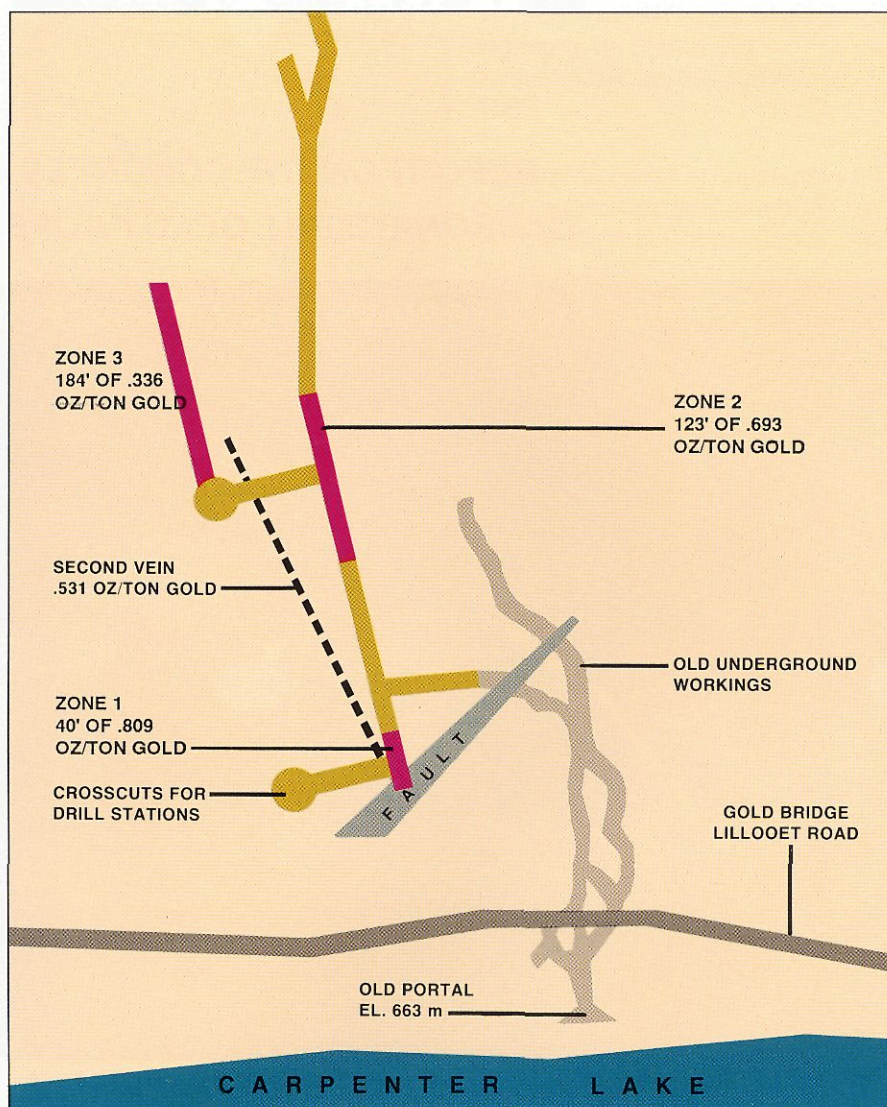 ZONE 3
184' OF .336
OZ/TON GOLD
ZONE 2
123' OF .693
OZ/TON GOLD
SECOND VEIN
.531 OZ/TON GOLD
OLD UNDERGROUND
WORKINGS
ZONE 1
40' OF .809
OZ/TON GOLD
FAULT
CROSSCUTS FOR
DRILL STATIONS
GOLD BRIDGE
LILLOOET ROAD
OLD PORTAL
EL. 663 m
CARPENTER LAKE